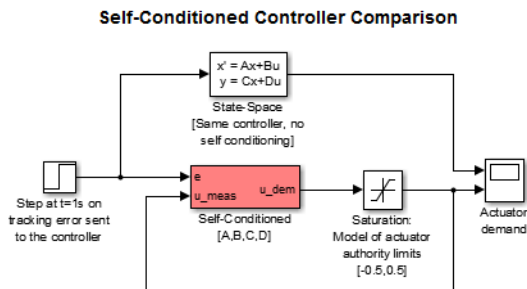 Self-Conditioned Controller Comparison
x' = Ax+Bu
y = Cx+Du
State-Space
[Same controller, no
self conditioning]
Step at t=1s on
tracking error sent
to the controller
e
u_meas
u_dem
Self-Conditioned
[A,B,C,D]
Saturation:
Model of actuator
authority limits
[-0.5,0.5]
Actuator
demand